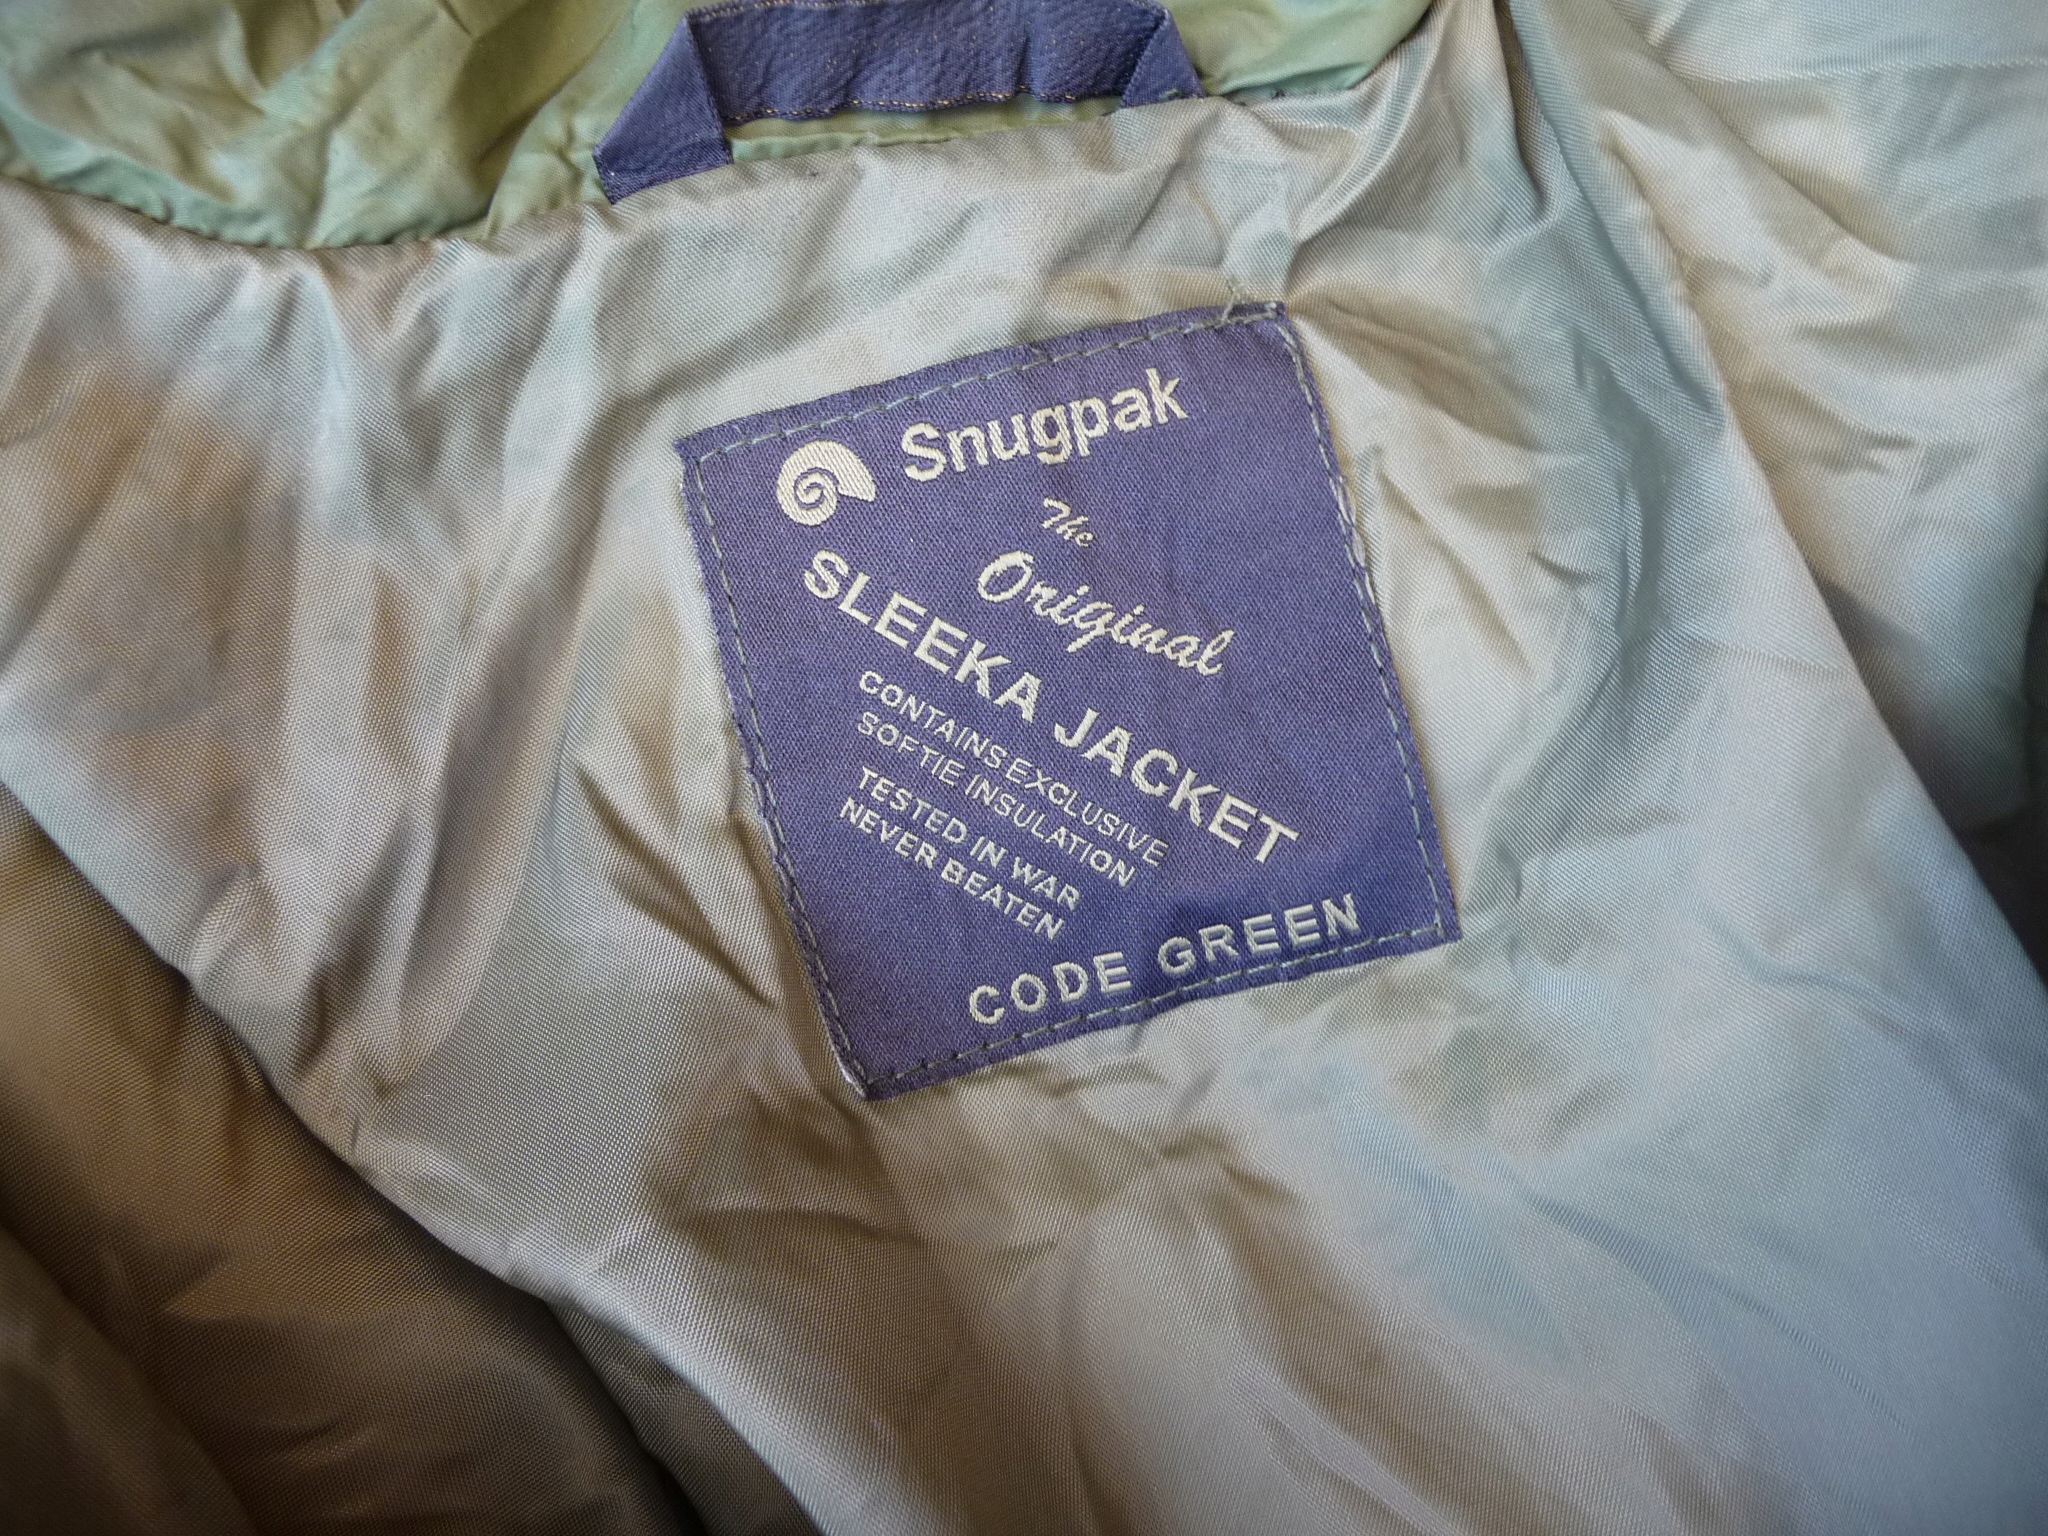 Snugpak
The
Original
SLEEKA JACKET
CONTAINS EXCLUSIVE
SOFTIE INSULATION
TESTED IN WAR
NEVER BEATEN
CODE GREEN